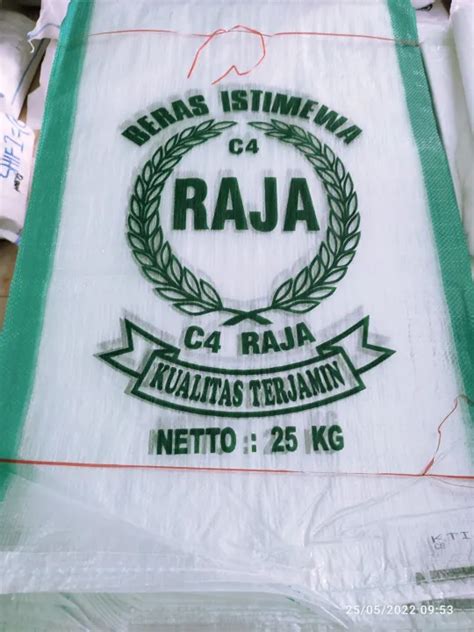 BERAS ISTIMEWA
C4
RAJA
C4 RAJA
KUALITAS TERJAMIN
NETTO : 25 KG
25/05/2022 09:53